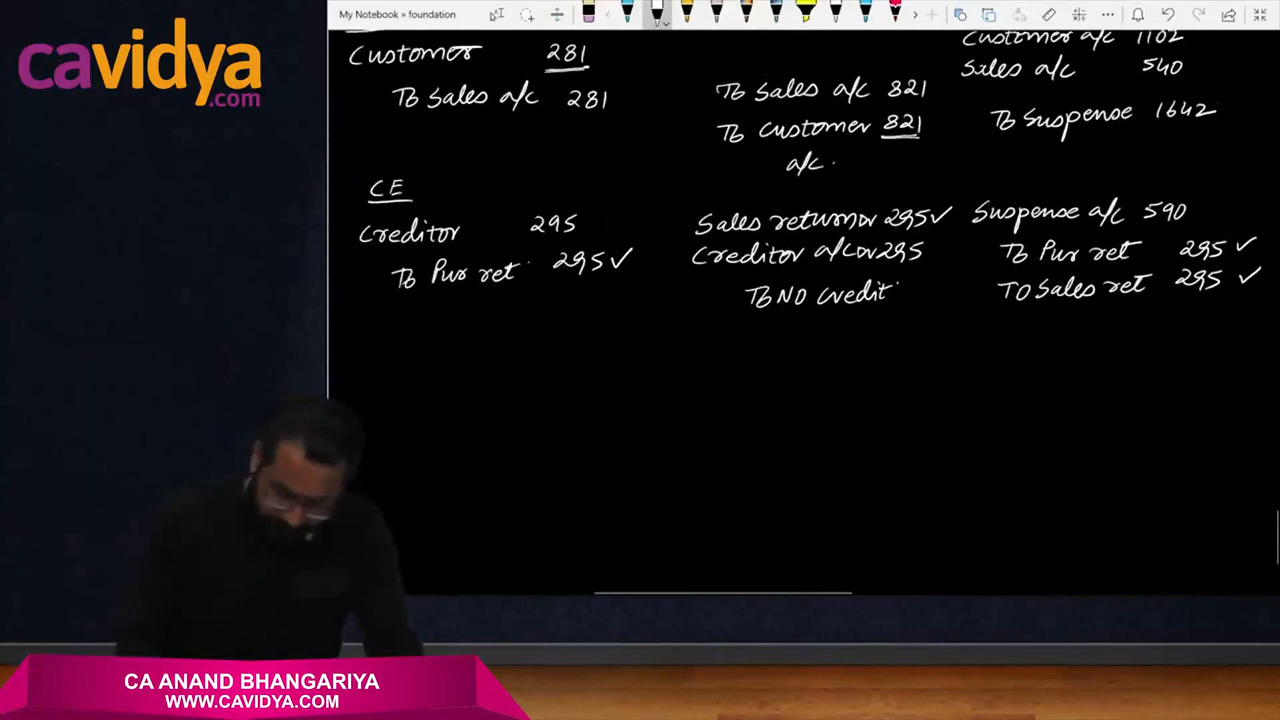 cavidya
.com
My Notebook » foundation
Customer 281
To Sales a/c 281
To Sales a/c 821
To Customer 821
a/c.
Customer a/c 1102
Sales a/c 540
To Suspense 1642
CE
Creditor 295
To Pur ret 295 ✓
Sales return Dr 295 ✓
Creditor a/c Dr 295
To NO credit
Suspense a/c 590
To Pur ret 295 ✓
TO Sales ret 295 ✓
CA ANAND BHANGARIYA
WWW.CAVIDYA.COM